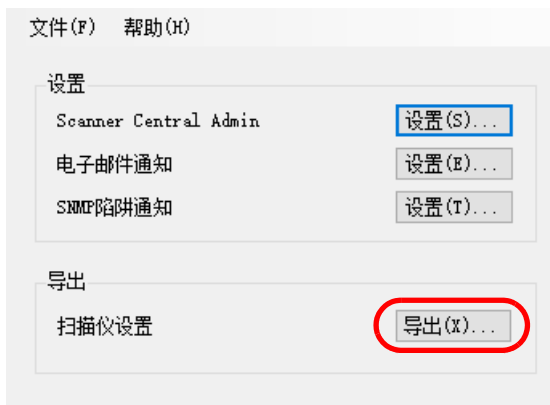 文件(F) 帮助(H)
设置
Scanner Central Admin 设置(S)...
电子邮件通知 设置(E)...
SNMP陷阱通知 设置(T)...
导出
扫描仪设置 导出(X)...